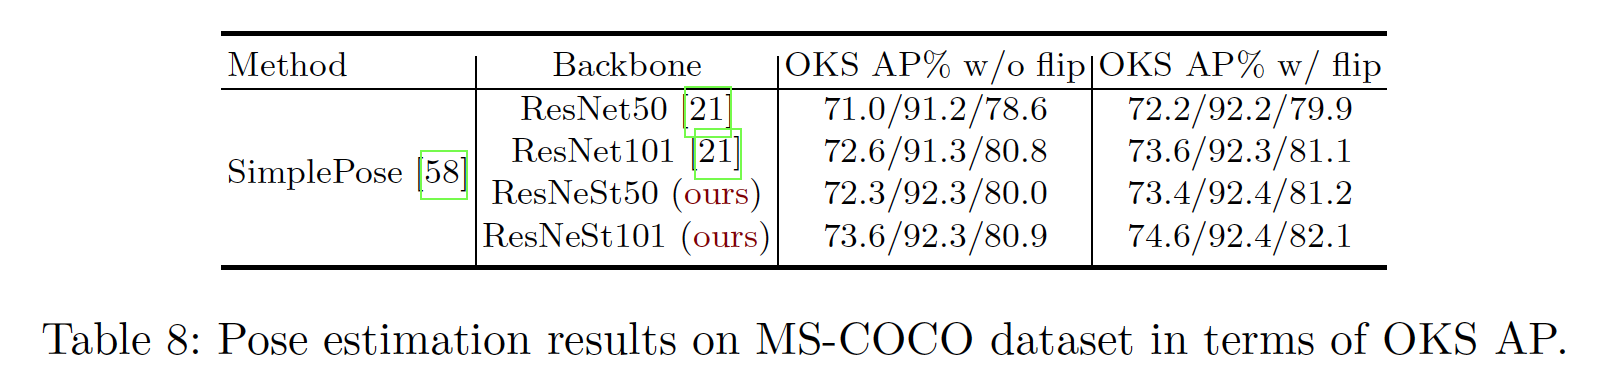 Method Backbone OKS AP% w/o flip OKS AP% w/ flip
ResNet50 [21] 71.0/91.2/78.6 72.2/92.2/79.9
ResNet101 [21] 72.6/91.3/80.8 73.6/92.3/81.1
SimplePose [58]
ResNeSt50 (ours) 72.3/92.3/80.0 73.4/92.4/81.2
ResNeSt101 (ours) 73.6/92.3/80.9 74.6/92.4/82.1
Table 8: Pose estimation results on MS-COCO dataset in terms of OKS AP.